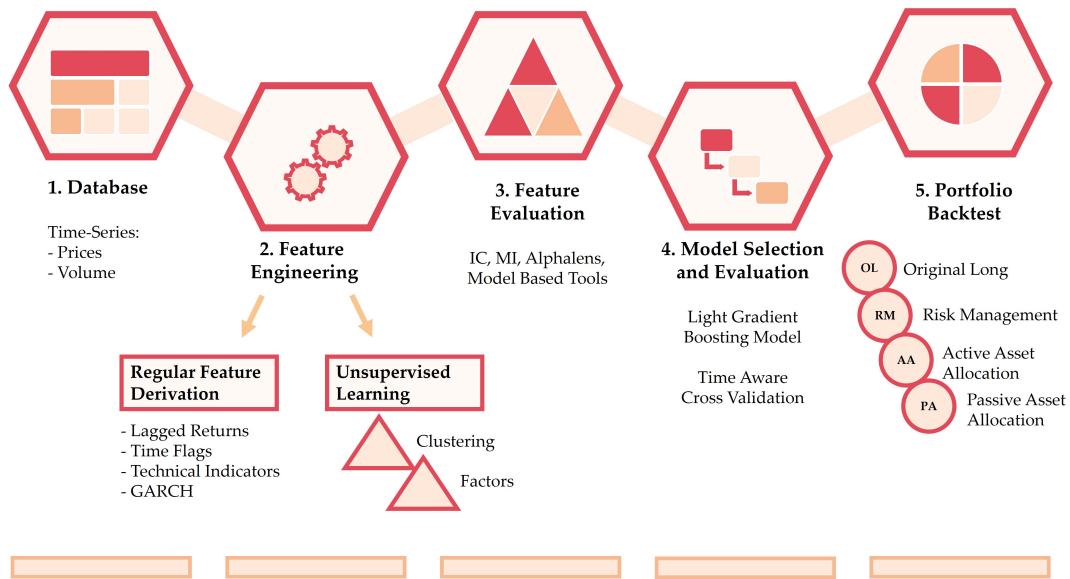 1. Database
Time-Series:
- Prices
- Volume
2. Feature
Engineering
Regular Feature
Derivation
- Lagged Returns
- Time Flags
- Technical Indicators
- GARCH
Unsupervised
Learning
Clustering
Factors
3. Feature
Evaluation
IC, MI, Alphalens,
Model Based Tools
4. Model Selection
and Evaluation
Light Gradient
Boosting Model
Time Aware
Cross Validation
5. Portfolio
Backtest
OL Original Long
RM Risk Management
AA Active Asset
Allocation
PA Passive Asset
Allocation